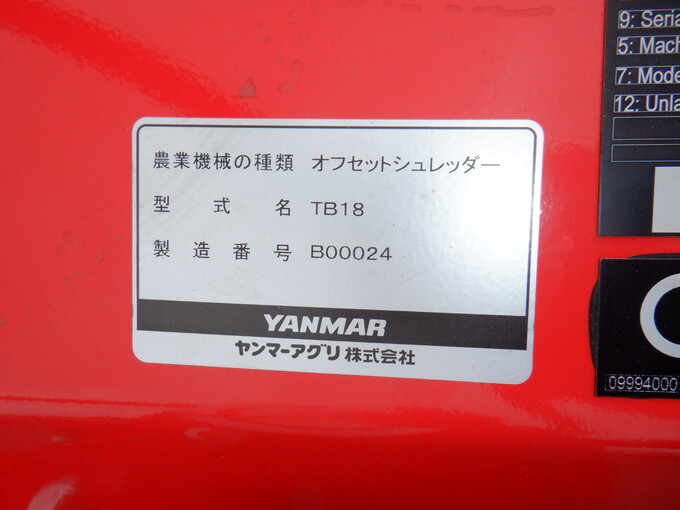 農業機械の種類 オフセットシュレッダー
型式名 TB18
製造番号 B00024
YANMAR
ヤンマーアグリ株式会社
9: Seria
5: Mach
7: Mode
12: Unla
09994000